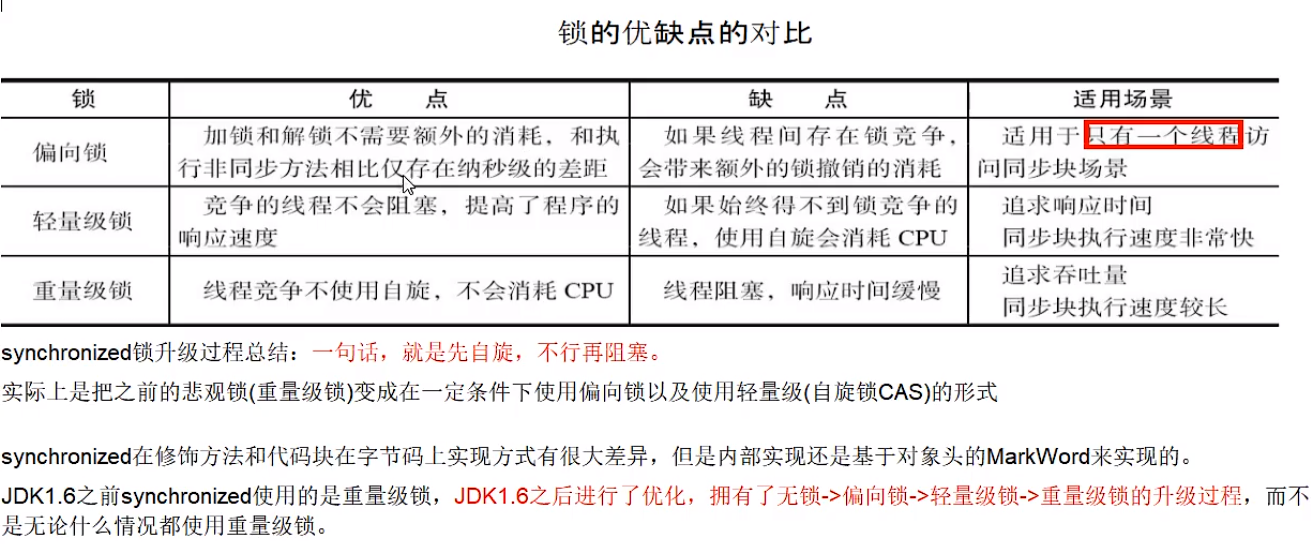 锁的优缺点的对比
锁 优 点 缺 点 适用场景
偏向锁 加锁和解锁不需要额外的消耗，和执 如果线程间存在锁竞争， 适用于只有一个线程访
行非同步方法相比仅存在纳秒级的差距 会带来额外的锁撤销的消耗 问同步块场景
轻量级锁 竞争的线程不会阻塞，提高了程序的 如果始终得不到锁竞争的 追求响应时间
响应速度 线程，使用自旋会消耗 CPU 同步块执行速度非常快
重量级锁 线程竞争不使用自旋，不会消耗 CPU 线程阻塞，响应时间缓慢 追求吞吐量
同步块执行速度较长
synchronized锁升级过程总结：一句话，就是先自旋，不行再阻塞。
实际上是把之前的悲观锁(重量级锁)变成在一定条件下使用偏向锁以及使用轻量级(自旋锁CAS)的形式
synchronized在修饰方法和代码块在字节码上实现方式有很大差异，但是内部实现还是基于对象头的MarkWord来实现的。
JDK1.6之前synchronized使用的是重量级锁，JDK1.6之后进行了优化，拥有了无锁->偏向锁->轻量级锁->重量级锁的升级过程，而不
是无论什么情况都使用重量级锁。